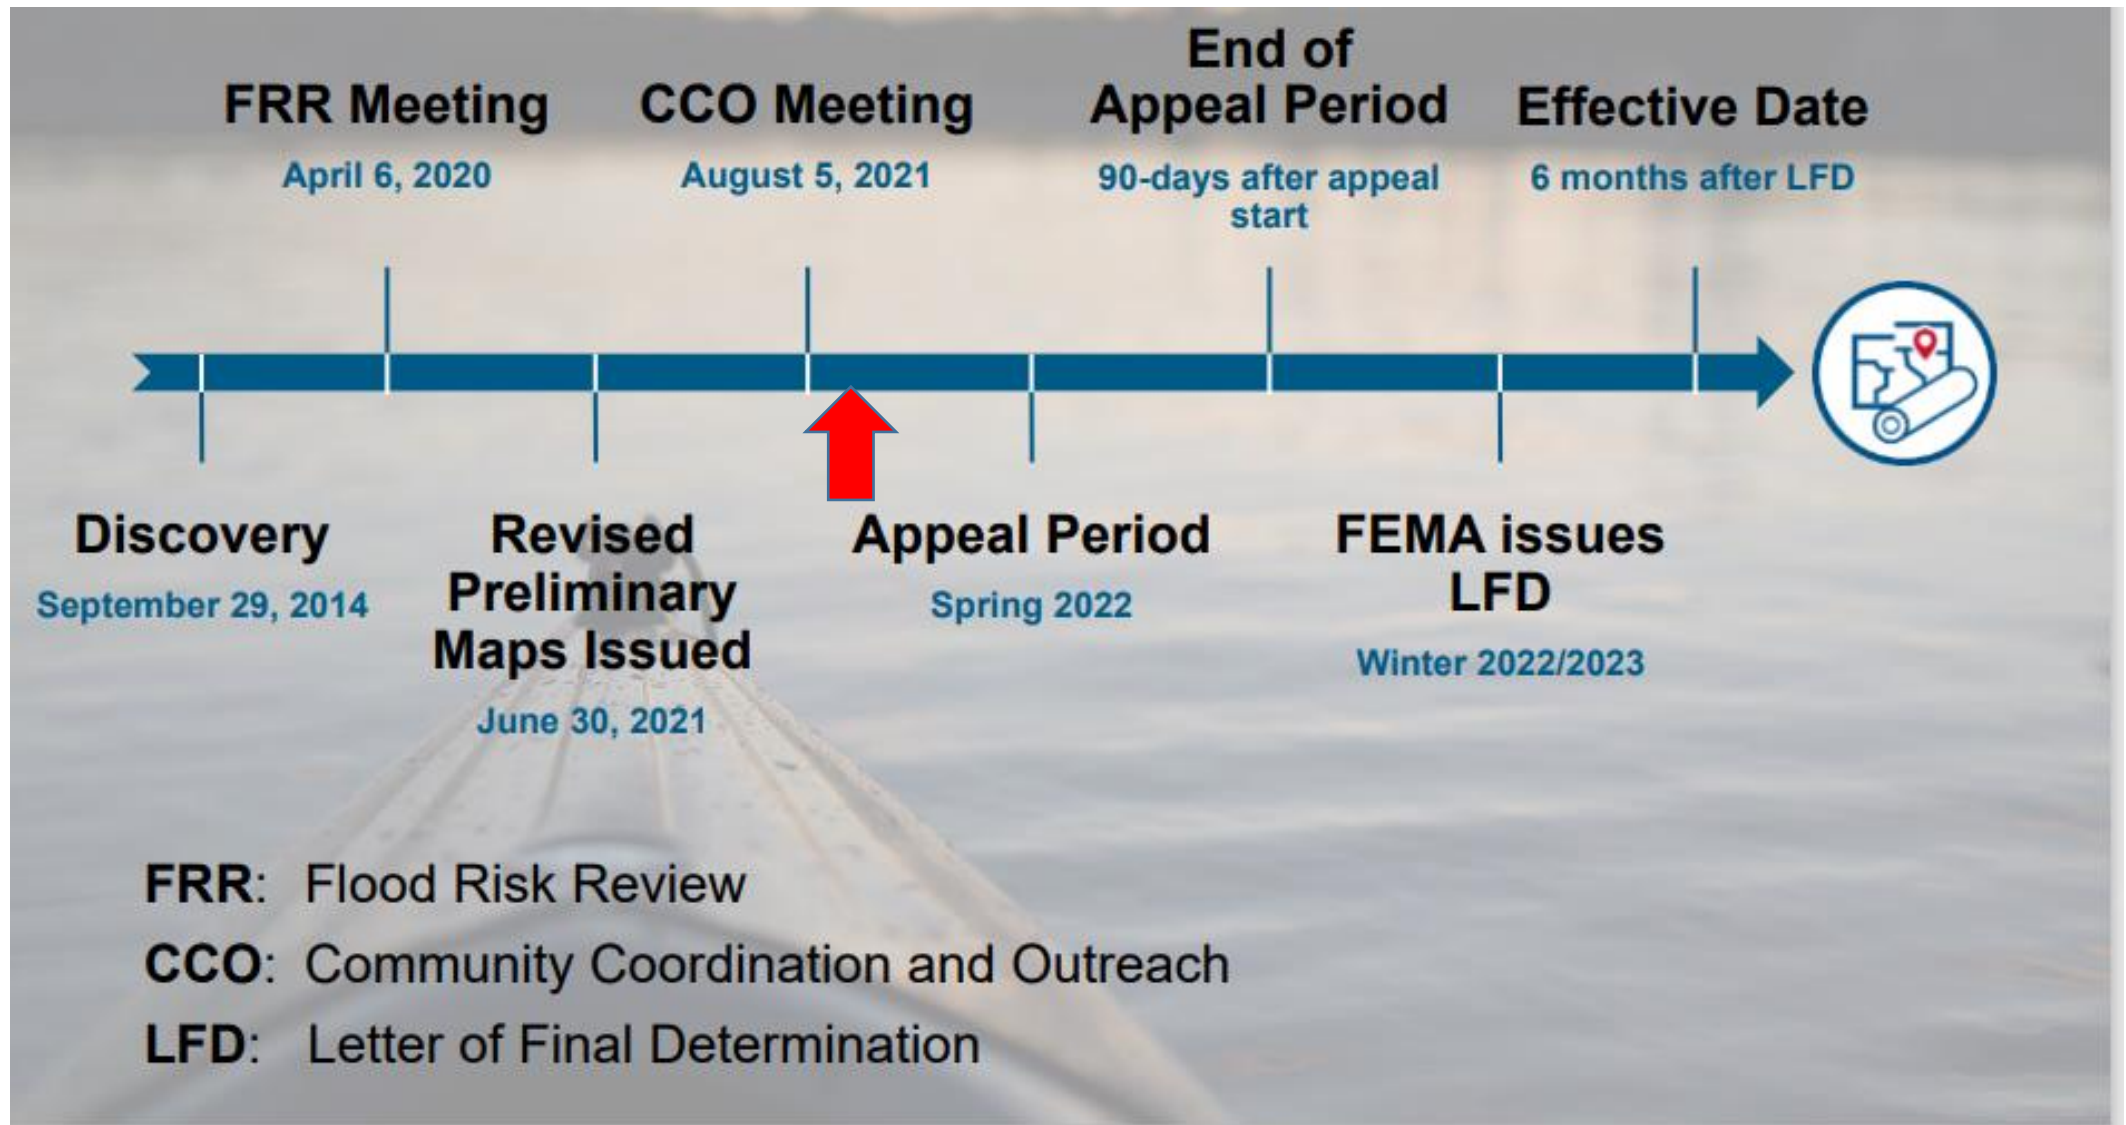 FRR Meeting
April 6, 2020
CCO Meeting
August 5, 2021
End of
Appeal Period
90-days after appeal
start
Effective Date
6 months after LFD
Discovery
September 29, 2014
Revised
Preliminary
Maps Issued
June 30, 2021
Appeal Period
Spring 2022
FEMA issues
LFD
Winter 2022/2023
FRR: Flood Risk Review
CCO: Community Coordination and Outreach
LFD: Letter of Final Determination